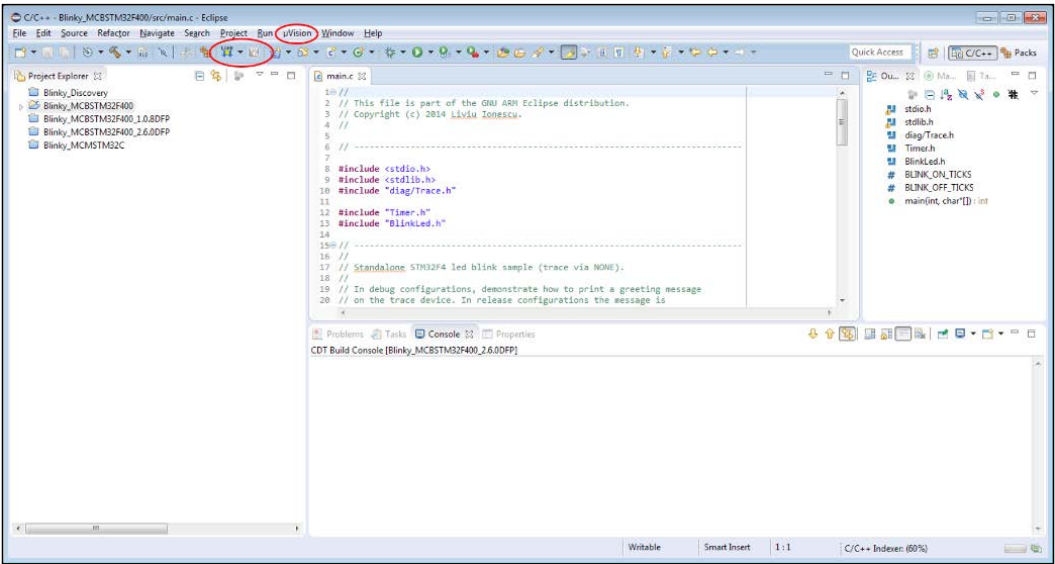 C/C++ - Blinky_MCBSTM32F400/src/main.c - Eclipse
File Edit Source Refactor Navigate Search Project Run µVision Window Help
Quick Access C/C++ Packs
Project Explorer
Blinky_Discovery
Blinky_MCBSTM32F400
Blinky_MCBSTM32F400_1.0.8DFP
Blinky_MCBSTM32F400_2.6.0DFP
Blinky_MCMSTM32C
main.c
1 //
2 // This file is part of the GNU ARM Eclipse distribution.
3 // Copyright (c) 2014 Liviu Ionescu.
4 //
5
6 // ----------------------------------------------------------------------------
7
8 #include <stdio.h>
9 #include <stdlib.h>
10 #include "diag/Trace.h"
11
12 #include "Timer.h"
13 #include "BlinkLed.h"
14
15 // ----------------------------------------------------------------------------
16 //
17 // Standalone STM32F4 led blink sample (trace via NONE).
18 //
19 // In debug configurations, demonstrate how to print a greeting message
20 // on the trace device. In release configurations the message is
Ou... Ma... Ta...
stdio.h
stdlib.h
diag/Trace.h
Timer.h
BlinkLed.h
# BLINK_ON_TICKS
# BLINK_OFF_TICKS
main(int, char*[]) : int
Problems Tasks Console Properties
CDT Build Console [Blinky_MCBSTM32F400_2.6.0DFP]
Writable Smart Insert 1 : 1 C/C++ Indexer: (60%)